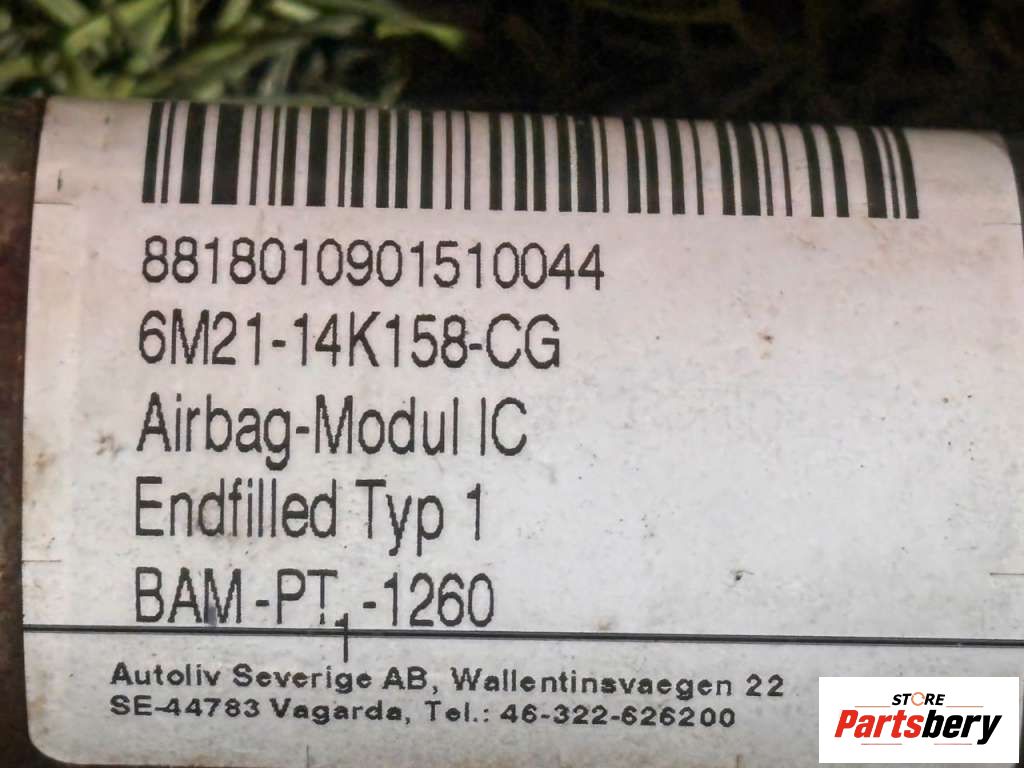 8818010901510044
6M21-14K158-CG
Airbag-Modul IC
Endfilled Typ 1
BAM-PT.-1260
Autoliv Severige AB, Wallentinsvaegen 22
SE-44783 Vagarda, Tel.: 46-322-626200
STORE
Partsbery